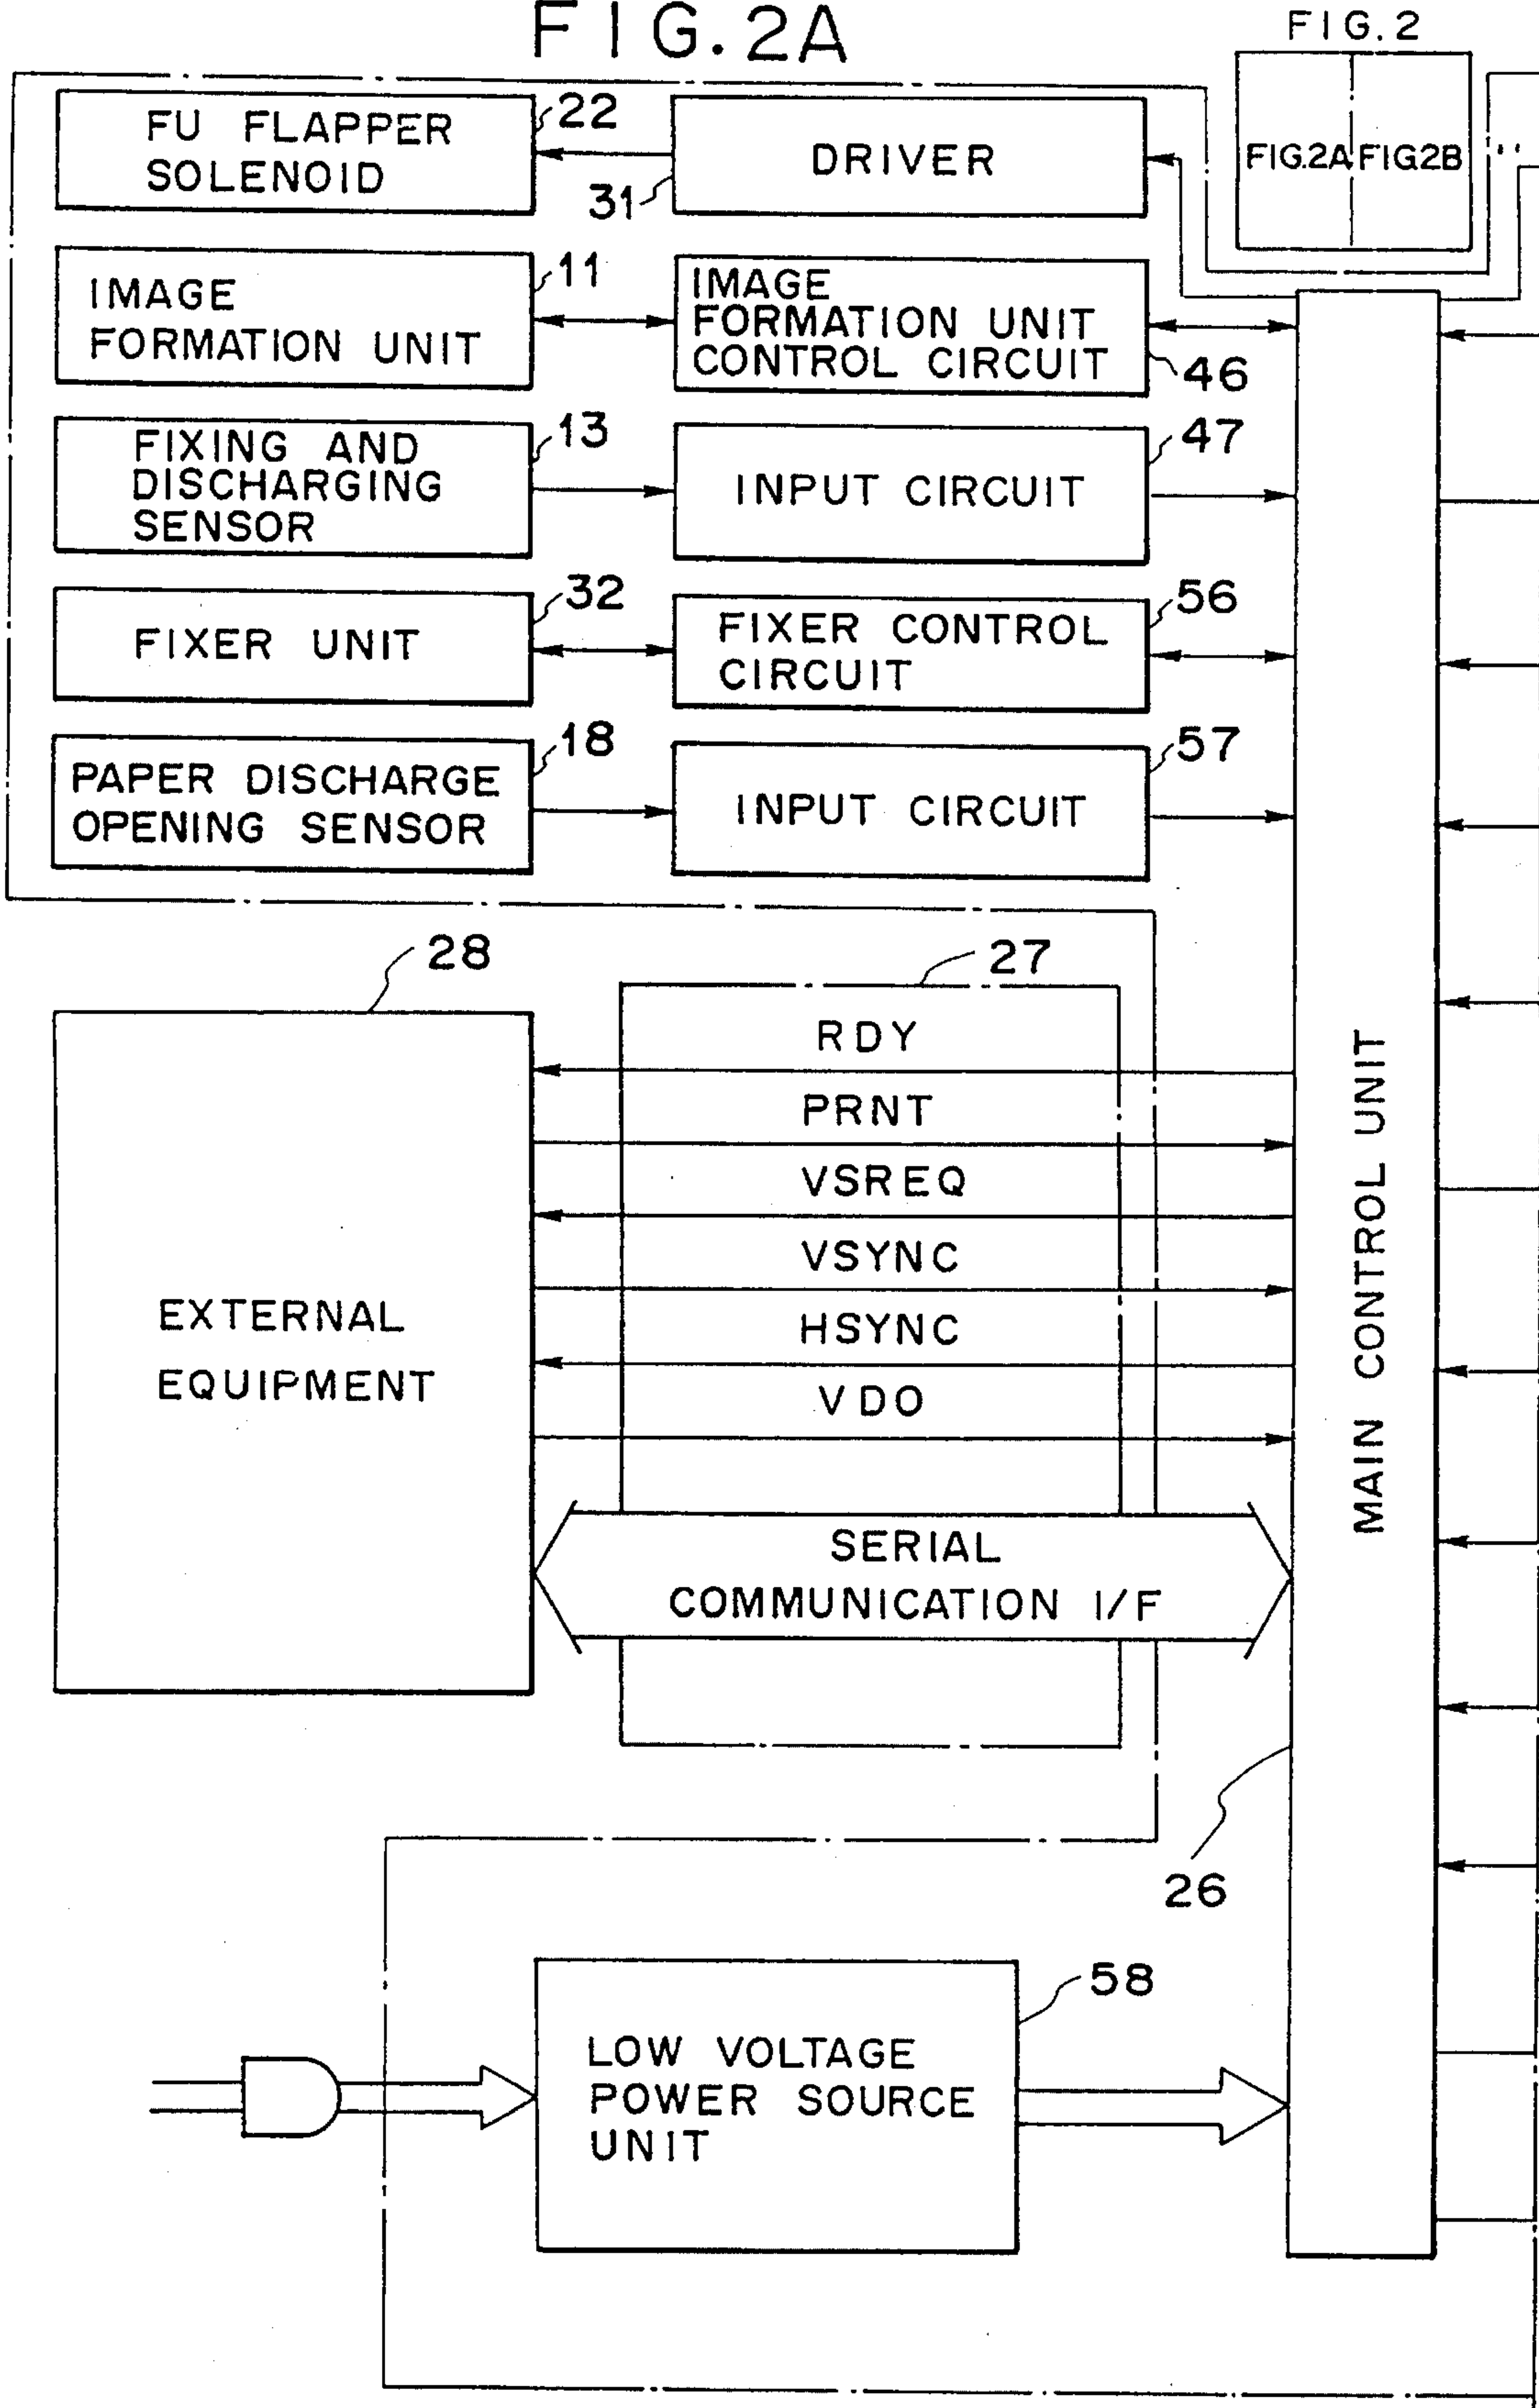 FIG. 2A
FIG. 2
FIG.2A FIG.2B
FU FLAPPER
SOLENOID
22
31
DRIVER
IMAGE
FORMATION UNIT
11
IMAGE
FORMATION UNIT
CONTROL CIRCUIT
46
FIXING AND
DISCHARGING
SENSOR
13
INPUT CIRCUIT
47
FIXER UNIT
32
FIXER CONTROL
CIRCUIT
56
PAPER DISCHARGE
OPENING SENSOR
18
INPUT CIRCUIT
57
28
27
EXTERNAL
EQUIPMENT
RDY
PRNT
VSREQ
VSYNC
HSYNC
VDO
SERIAL
COMMUNICATION I/F
MAIN CONTROL UNIT
26
58
LOW VOLTAGE
POWER SOURCE
UNIT